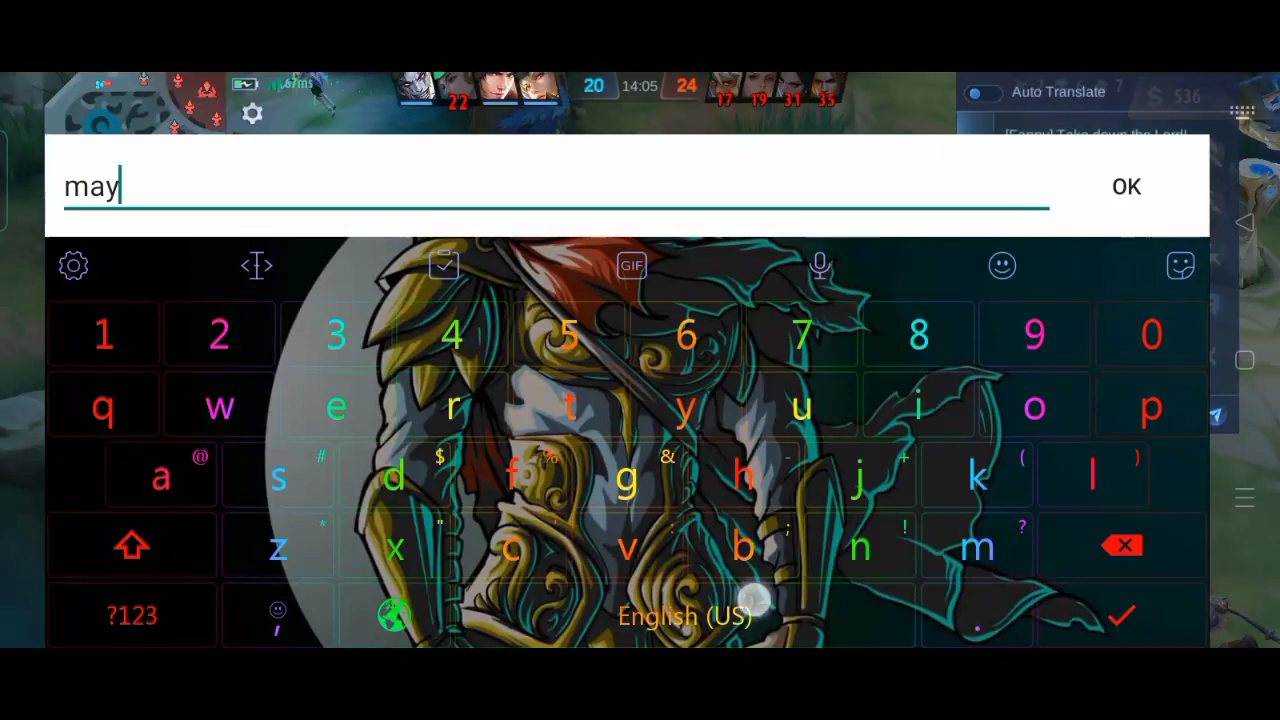 67ms
22
20 14:05 24
17 19 31 35
Auto Translate
$ 536
[Fanny] Take down the Lord!
may
OK
GIF
1 2 3 4 5 6 7 8 9 0
q w e r t y u i o p
@ # $ % & - + ( )
a s d f g h j k l
* " ' : ; ! ?
z x c v b n m
?123 , English (US) .